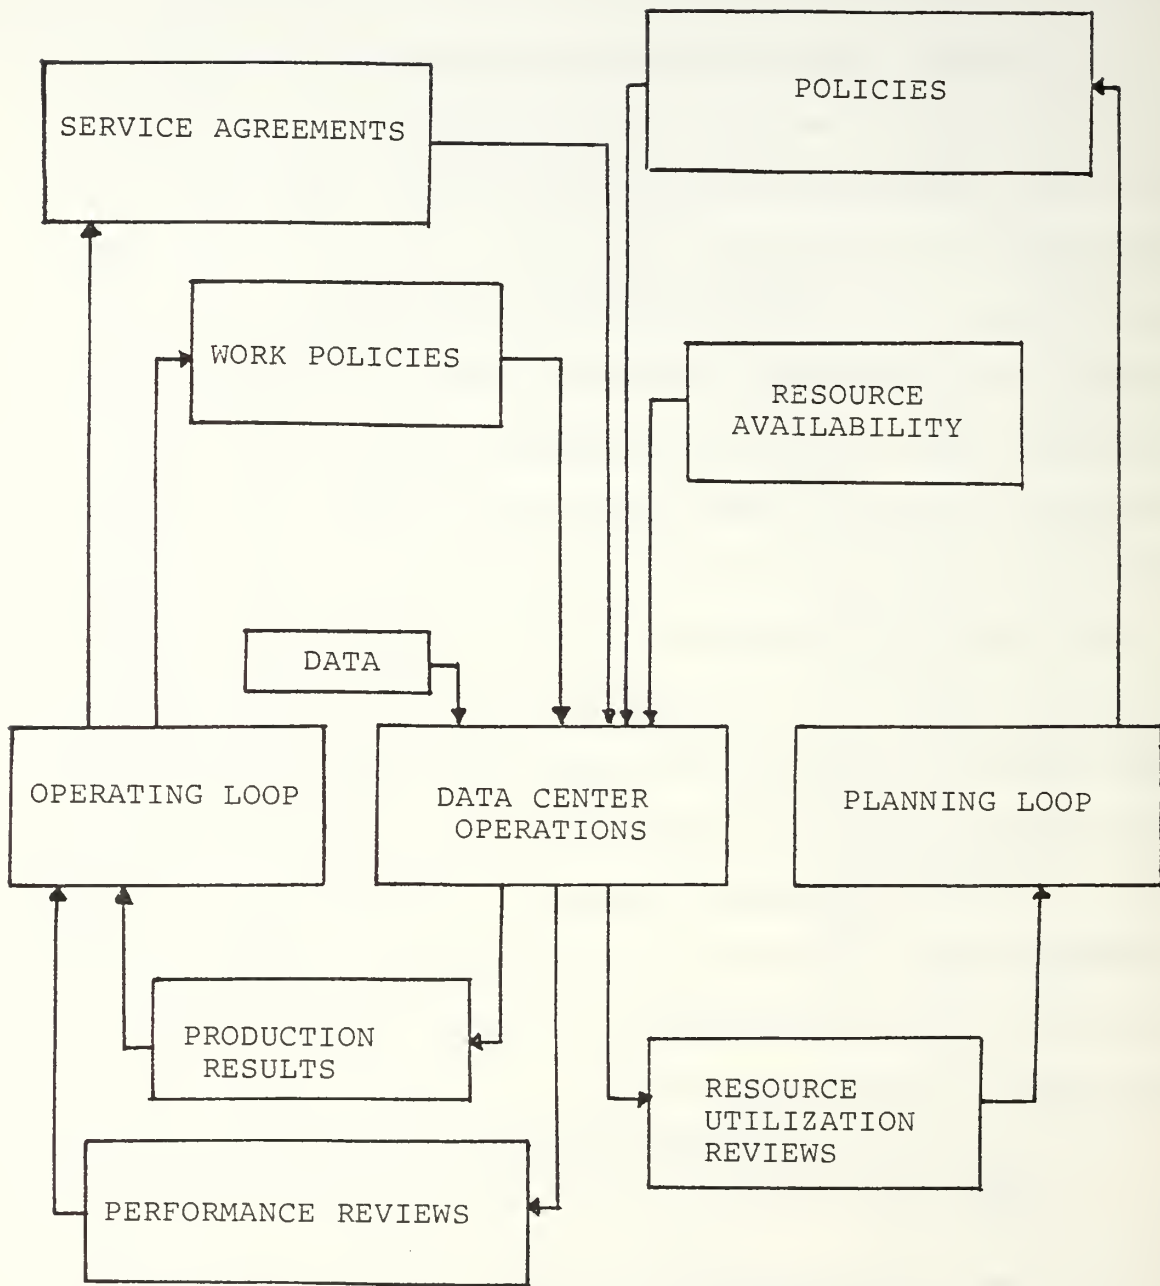 POLICIES
SERVICE AGREEMENTS
WORK POLICIES
RESOURCE
AVAILABILITY
DATA
OPERATING LOOP
DATA CENTER
OPERATIONS
PLANNING LOOP
PRODUCTION
RESULTS
RESOURCE
UTILIZATION
REVIEWS
PERFORMANCE REVIEWS